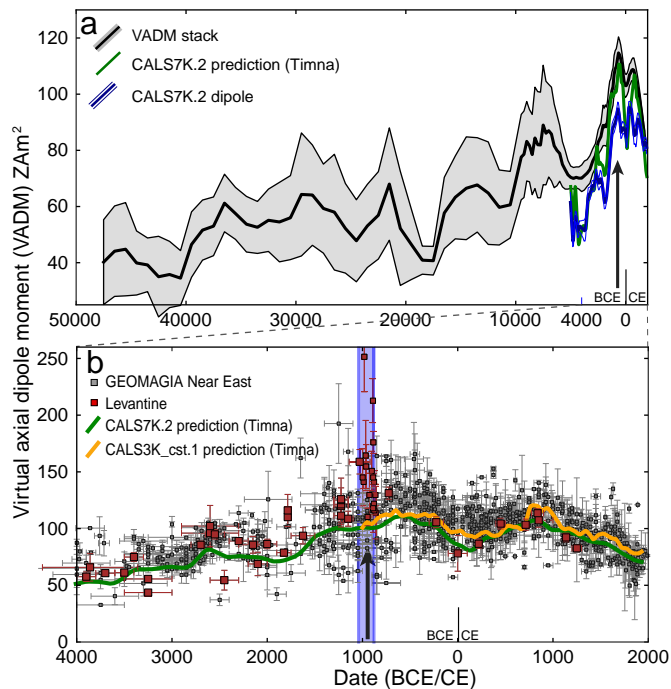 a
VADM stack
CALS7K.2 prediction (Timna)
CALS7K.2 dipole
120
100
80
60
40
BCE CE
50000 40000 30000 20000 10000 4000 0
Virtual axial dipole moment (VADM) ZAm²
b
GEOMAGIA Near East
Levantine
CALS7K.2 prediction (Timna)
CALS3K_cst.1 prediction (Timna)
250
200
150
100
50
0
BCE CE
4000 3000 2000 1000 0 1000 2000
Date (BCE/CE)